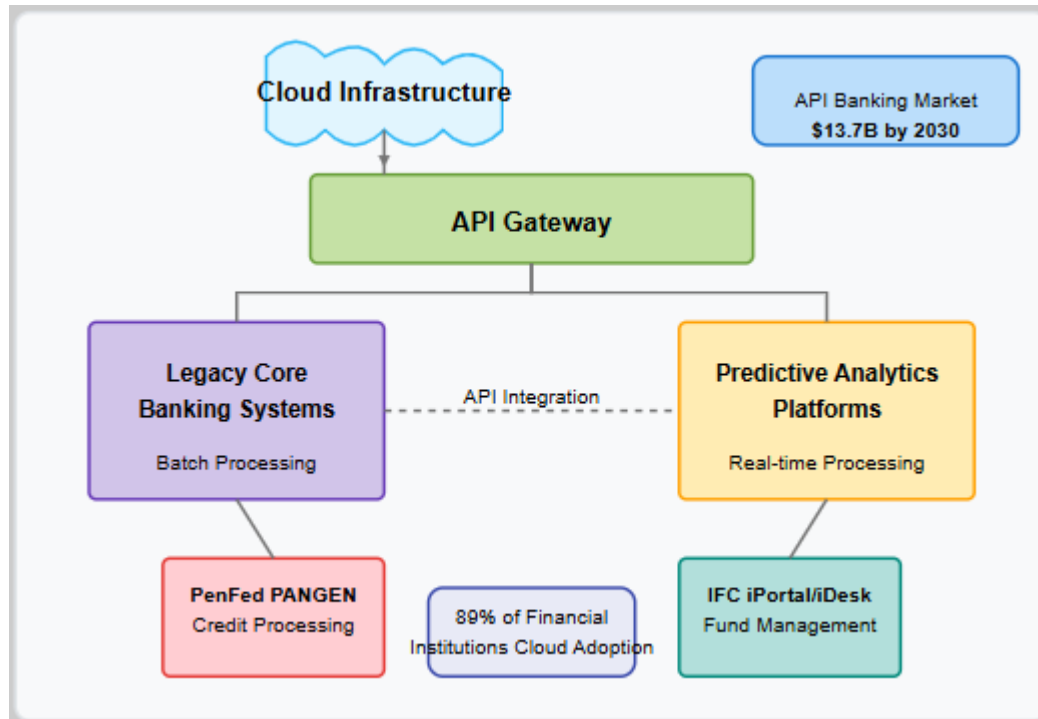 Cloud Infrastructure
API Banking Market
$13.7B by 2030
API Gateway
Legacy Core
Banking Systems
Batch Processing
API Integration
Predictive Analytics
Platforms
Real-time Processing
PenFed PANGEN
Credit Processing
89% of Financial
Institutions Cloud Adoption
IFC iPortal/iDesk
Fund Management